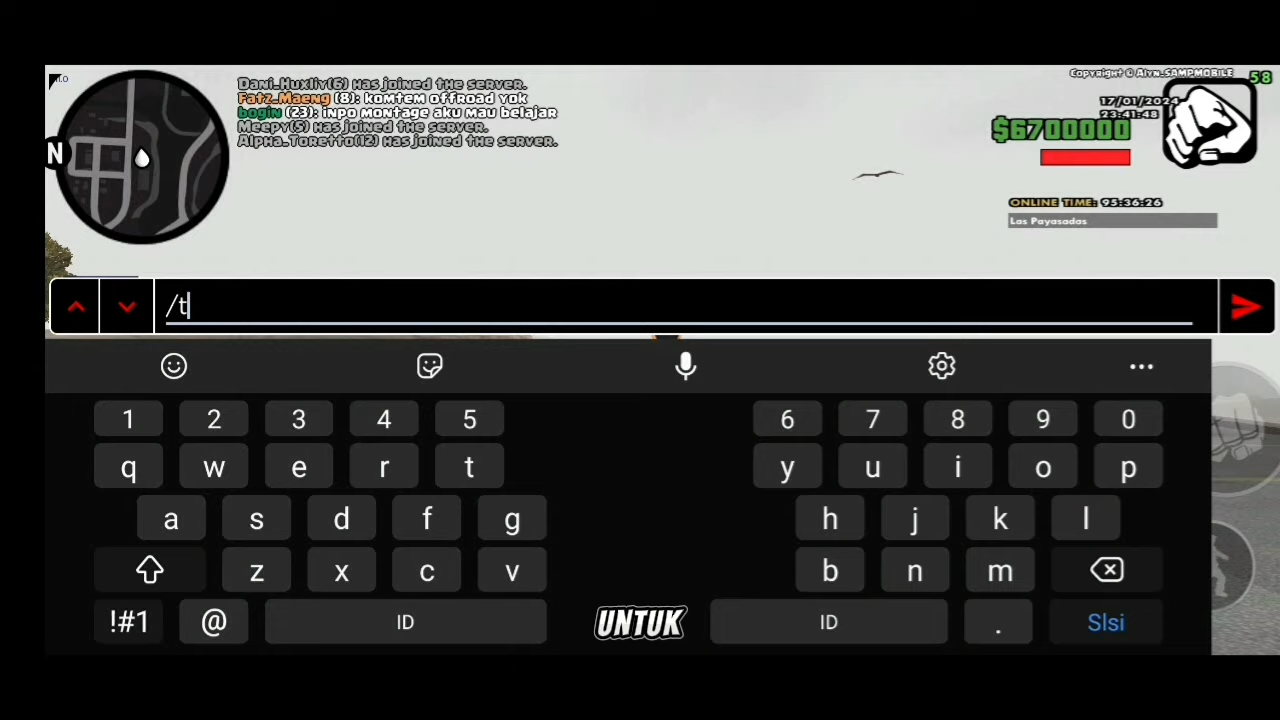 Dani_Huxliy(6) has joined the server.
Fatz_Maeng (8): komtem offroad yok
bogin (23): inpo montage aku mau belajar
Meepy(5) has joined the server.
Alpha_Toretto(12) has joined the server.
Copyright © Alyn_SAMPMOBILE
58
17/01/2024
23:41:48
$6700000
N
ONLINE TIME: 95:36:26
Las Payasadas
/t
1 2 3 4 5 6 7 8 9 0
q w e r t y u i o p
a s d f g h j k l
z x c v b n m
!#1 @ ID UNTUK ID . Slsi